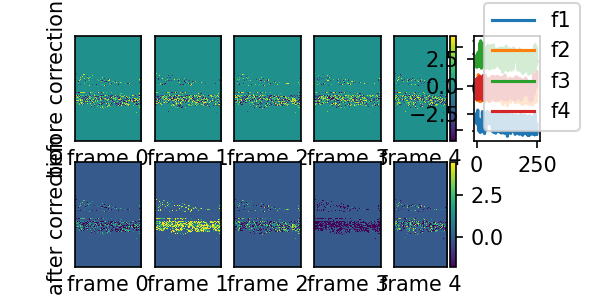 before correction
frame 0
frame 1
frame 2
frame 3
frame 4
2.5
0.0
−2.5
0
250
f1
f2
f3
f4
after correction
frame 0
frame 1
frame 2
frame 3
frame 4
2.5
0.0